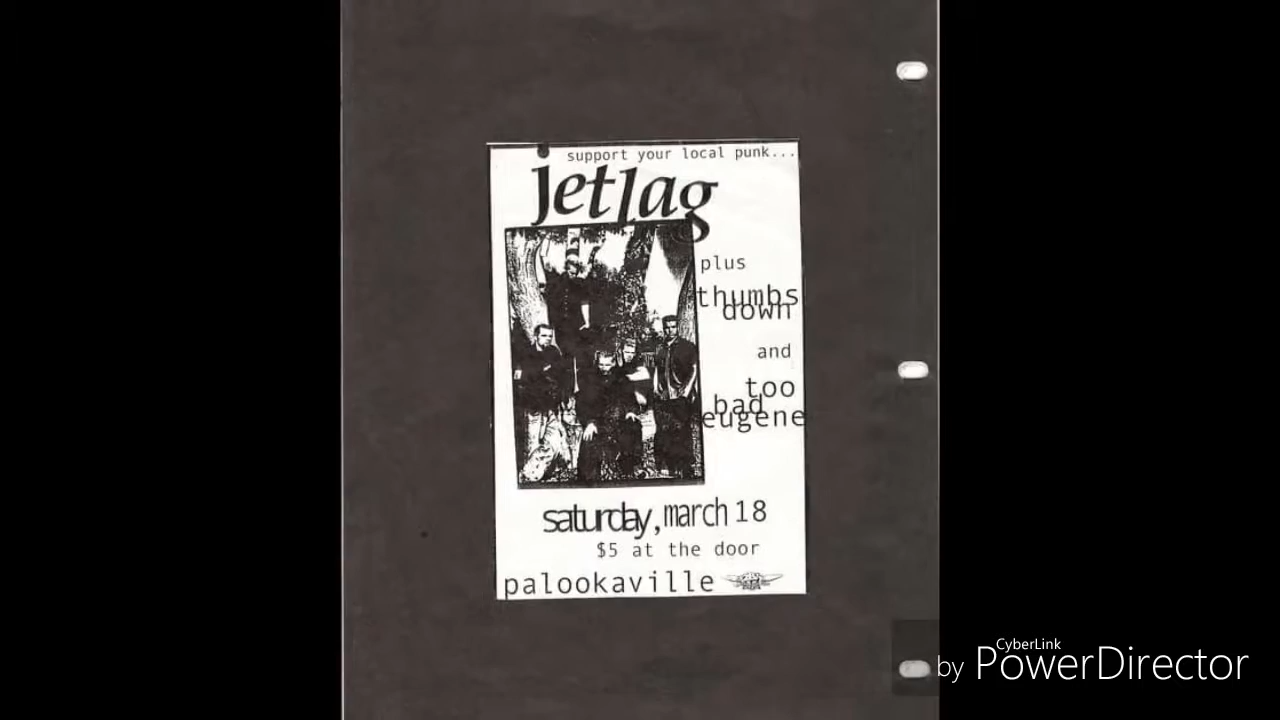 support your local punk...
jetlag
plus
thumbs
down
and
too
bad
eugene
saturday, march 18
$5 at the door
palookaville
CyberLink
by PowerDirector